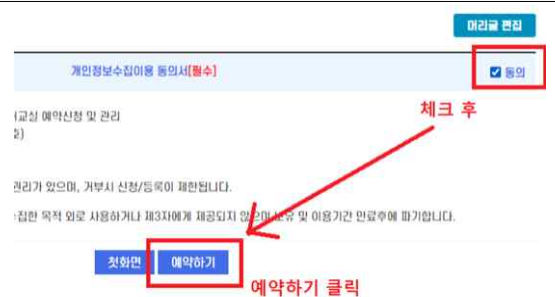 머리글 편집
개인정보수집이용 동의서[필수]
동의
체크 후
교실 예약신청 및 관리
권리가 있으며, 거부시 신청/등록이 제한됩니다.
집한 목적 외로 사용하거나 제3자에게 제공되지 않으며 보유 및 이용기간 만료후에 파기합니다.
첫화면 예약하기
예약하기 클릭